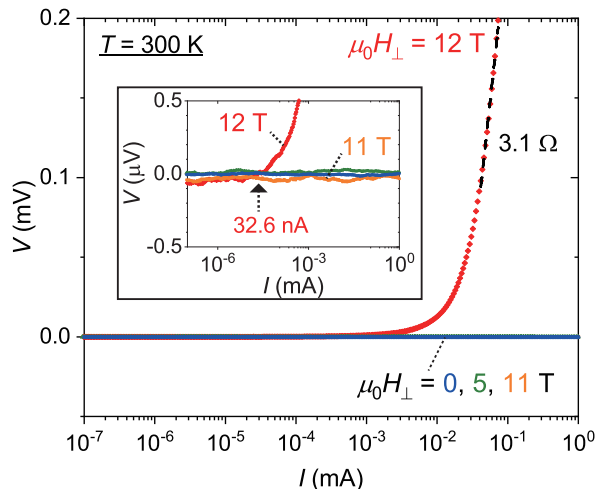 0.2
T = 300 K
μ₀H⊥ = 12 T
0.5
12 T
11 T
3.1 Ω
V (μV)
0.0
32.6 nA
-0.5
10⁻⁶ 10⁻³ 10⁰
I (mA)
V (mV)
0.1
0.0
μ₀H⊥ = 0, 5, 11 T
10⁻⁷ 10⁻⁶ 10⁻⁵ 10⁻⁴ 10⁻³ 10⁻² 10⁻¹ 10⁰
I (mA)